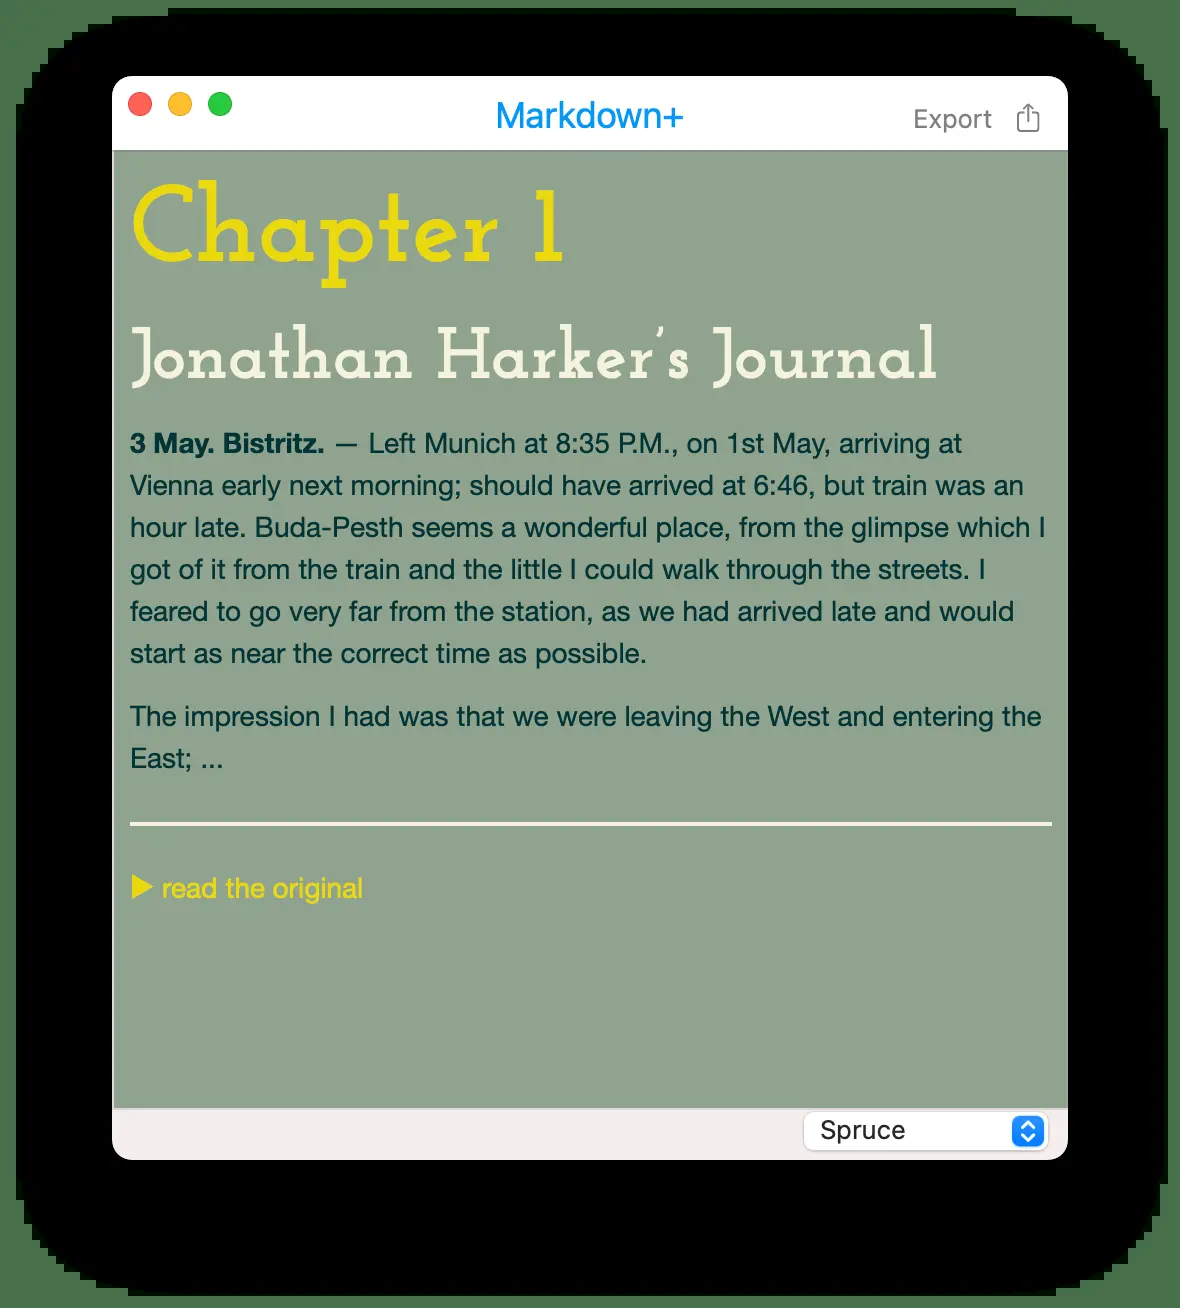 Markdown+
Export
Chapter 1
Jonathan Harker’s Journal
3 May. Bistritz. — Left Munich at 8:35 P.M., on 1st May, arriving at
Vienna early next morning; should have arrived at 6:46, but train was an
hour late. Buda-Pesth seems a wonderful place, from the glimpse which I
got of it from the train and the little I could walk through the streets. I
feared to go very far from the station, as we had arrived late and would
start as near the correct time as possible.
The impression I had was that we were leaving the West and entering the
East; ...
read the original
Spruce